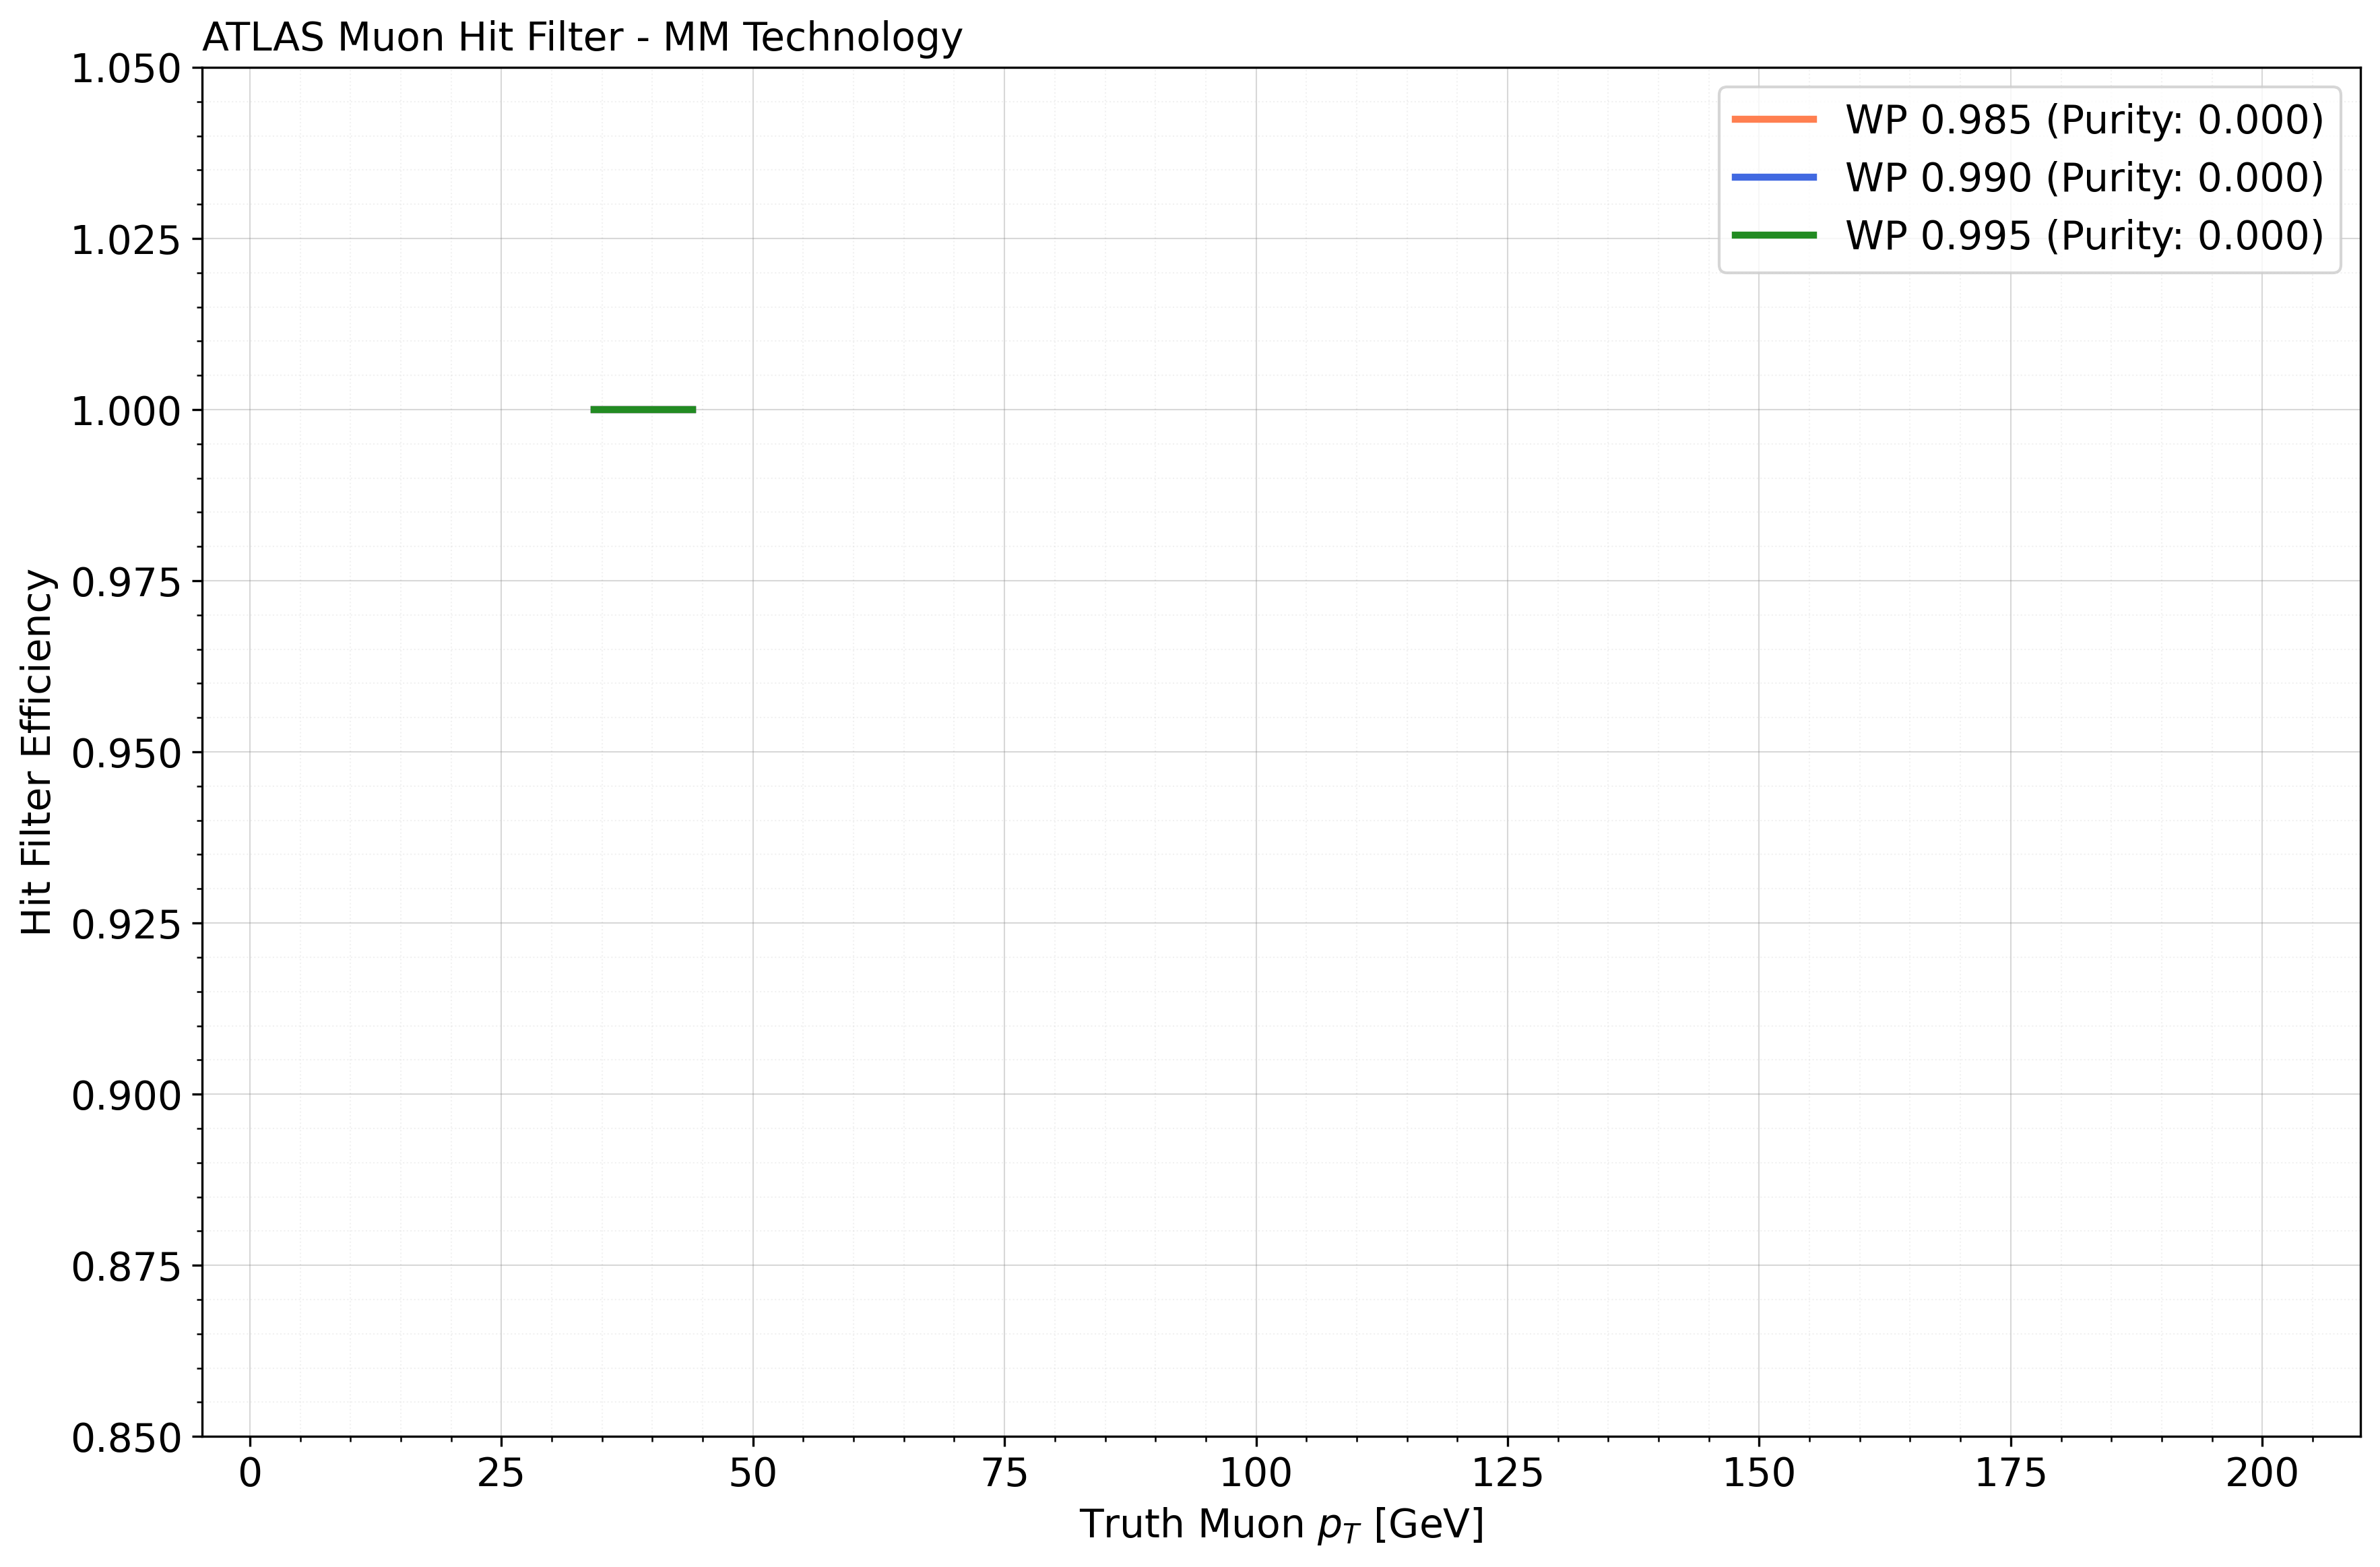 ATLAS Muon Hit Filter - MM Technology
1.050
1.025
1.000
0.975
0.950
0.925
0.900
0.875
0.850
Hit Filter Efficiency
WP 0.985 (Purity: 0.000)
WP 0.990 (Purity: 0.000)
WP 0.995 (Purity: 0.000)
0 25 50 75 100 125 150 175 200
Truth Muon p_T [GeV]